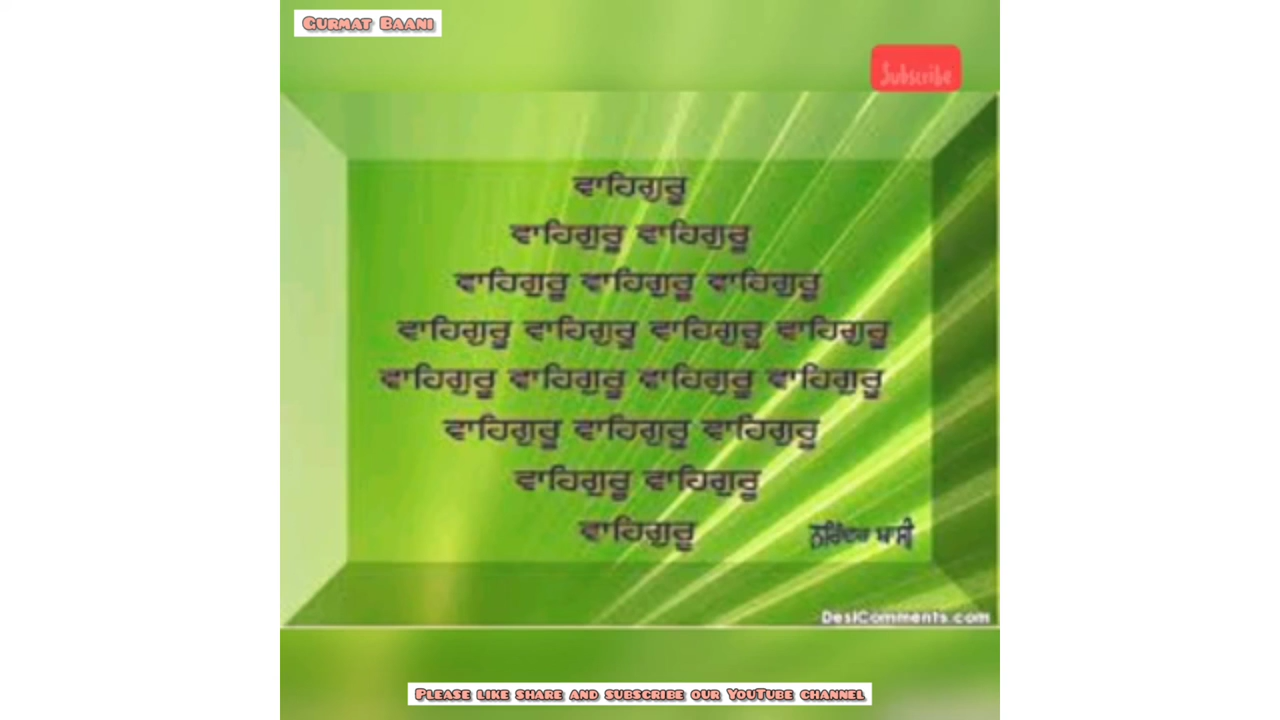 Gurmat Baani
Subscribe
ਵਾਹਿਗੁਰੂ
ਵਾਹਿਗੁਰੂ ਵਾਹਿਗੁਰੂ
ਵਾਹਿਗੁਰੂ ਵਾਹਿਗੁਰੂ ਵਾਹਿਗੁਰੂ
ਵਾਹਿਗੁਰੂ ਵਾਹਿਗੁਰੂ ਵਾਹਿਗੁਰੂ ਵਾਹਿਗੁਰੂ
ਵਾਹਿਗੁਰੂ ਵਾਹਿਗੁਰੂ ਵਾਹਿਗੁਰੂ ਵਾਹਿਗੁਰੂ
ਵਾਹਿਗੁਰੂ ਵਾਹਿਗੁਰੂ ਵਾਹਿਗੁਰੂ
ਵਾਹਿਗੁਰੂ ਵਾਹਿਗੁਰੂ
ਵਾਹਿਗੁਰੂ
DesiComments.com
Please like share and subscribe our YouTube channel